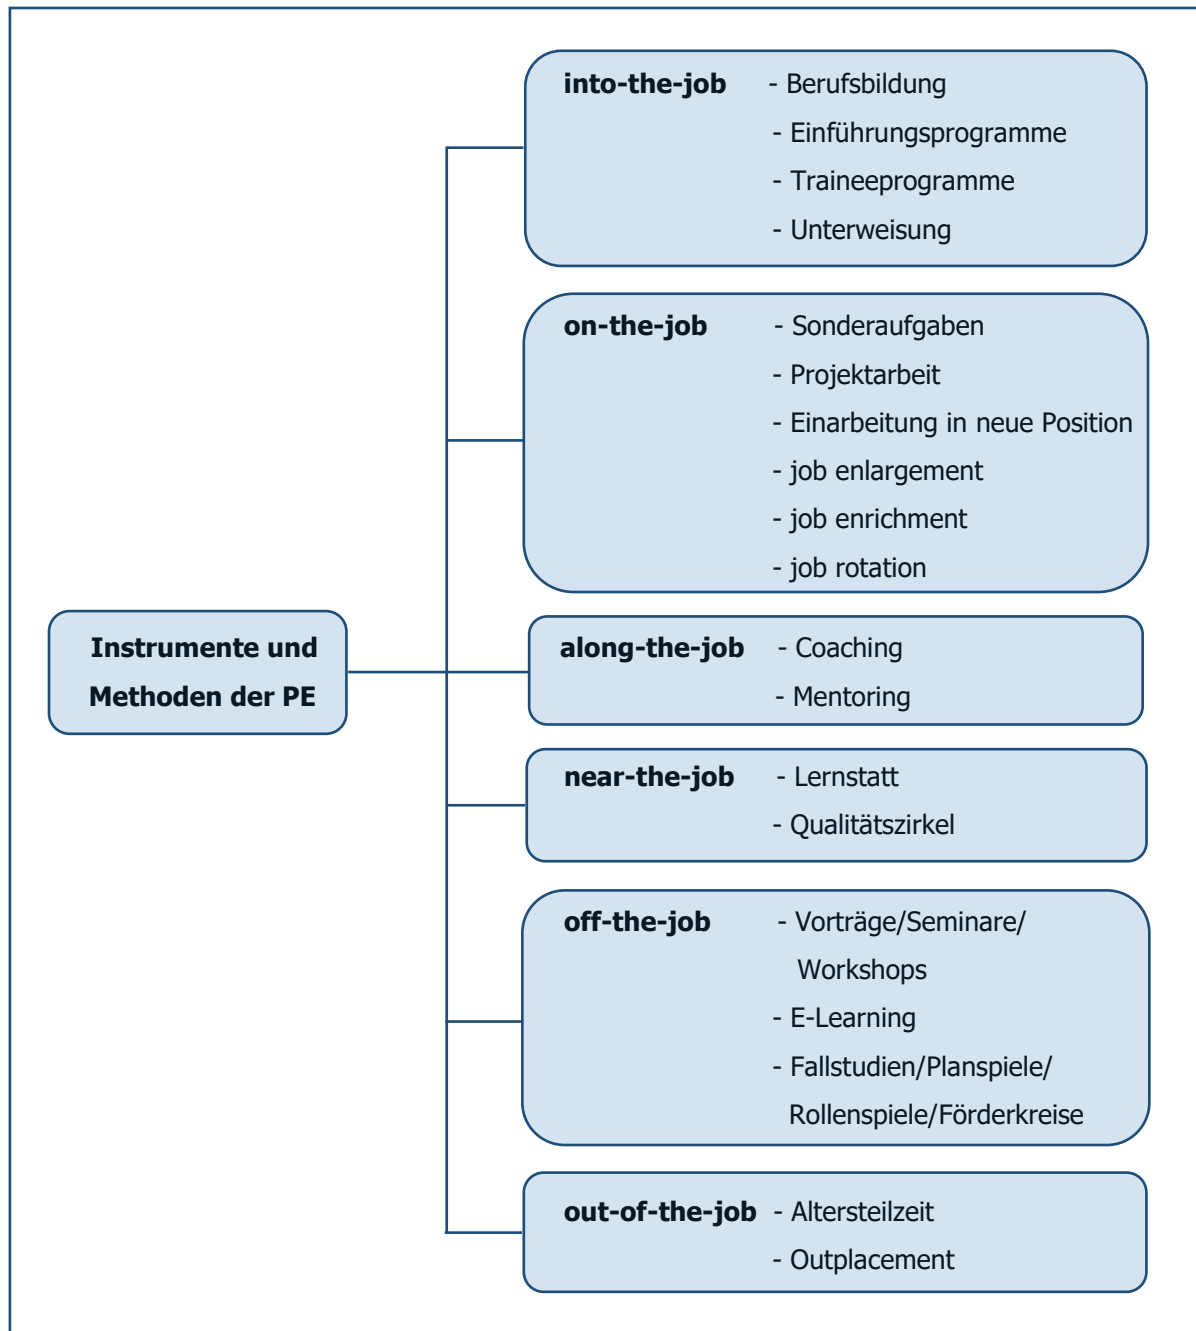 into-the-job - Berufsbildung
- Einführungsprogramme
- Traineeprogramme
- Unterweisung
on-the-job - Sonderaufgaben
- Projektarbeit
- Einarbeitung in neue Position
- job enlargement
- job enrichment
- job rotation
Instrumente und
Methoden der PE
along-the-job - Coaching
- Mentoring
near-the-job - Lernstatt
- Qualitätszirkel
off-the-job - Vorträge/Seminare/
Workshops
- E-Learning
- Fallstudien/Planspiele/
Rollenspiele/Förderkreise
out-of-the-job - Altersteilzeit
- Outplacement